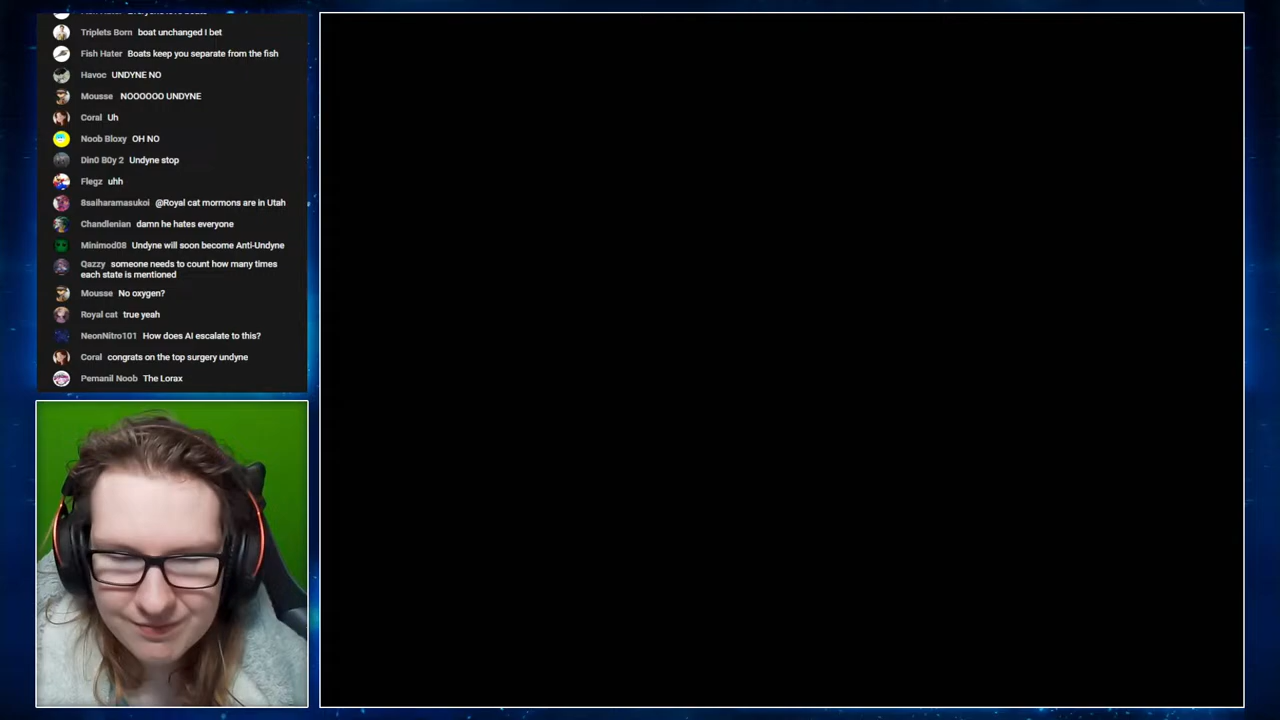 Triplets Born boat unchanged I bet
Fish Hater Boats keep you separate from the fish
Havoc UNDYNE NO
Mousse NOOOOOO UNDYNE
Coral Uh
Noob Bloxy OH NO
Din0 B0y 2 Undyne stop
Flegz uhh
8saiharamasukoi @Royal cat mormons are in Utah
Chandlenian damn he hates everyone
Minimod08 Undyne will soon become Anti-Undyne
Qazzy someone needs to count how many times
each state is mentioned
Mousse No oxygen?
Royal cat true yeah
NeonNitro101 How does AI escalate to this?
Coral congrats on the top surgery undyne
Pemanil Noob The Lorax